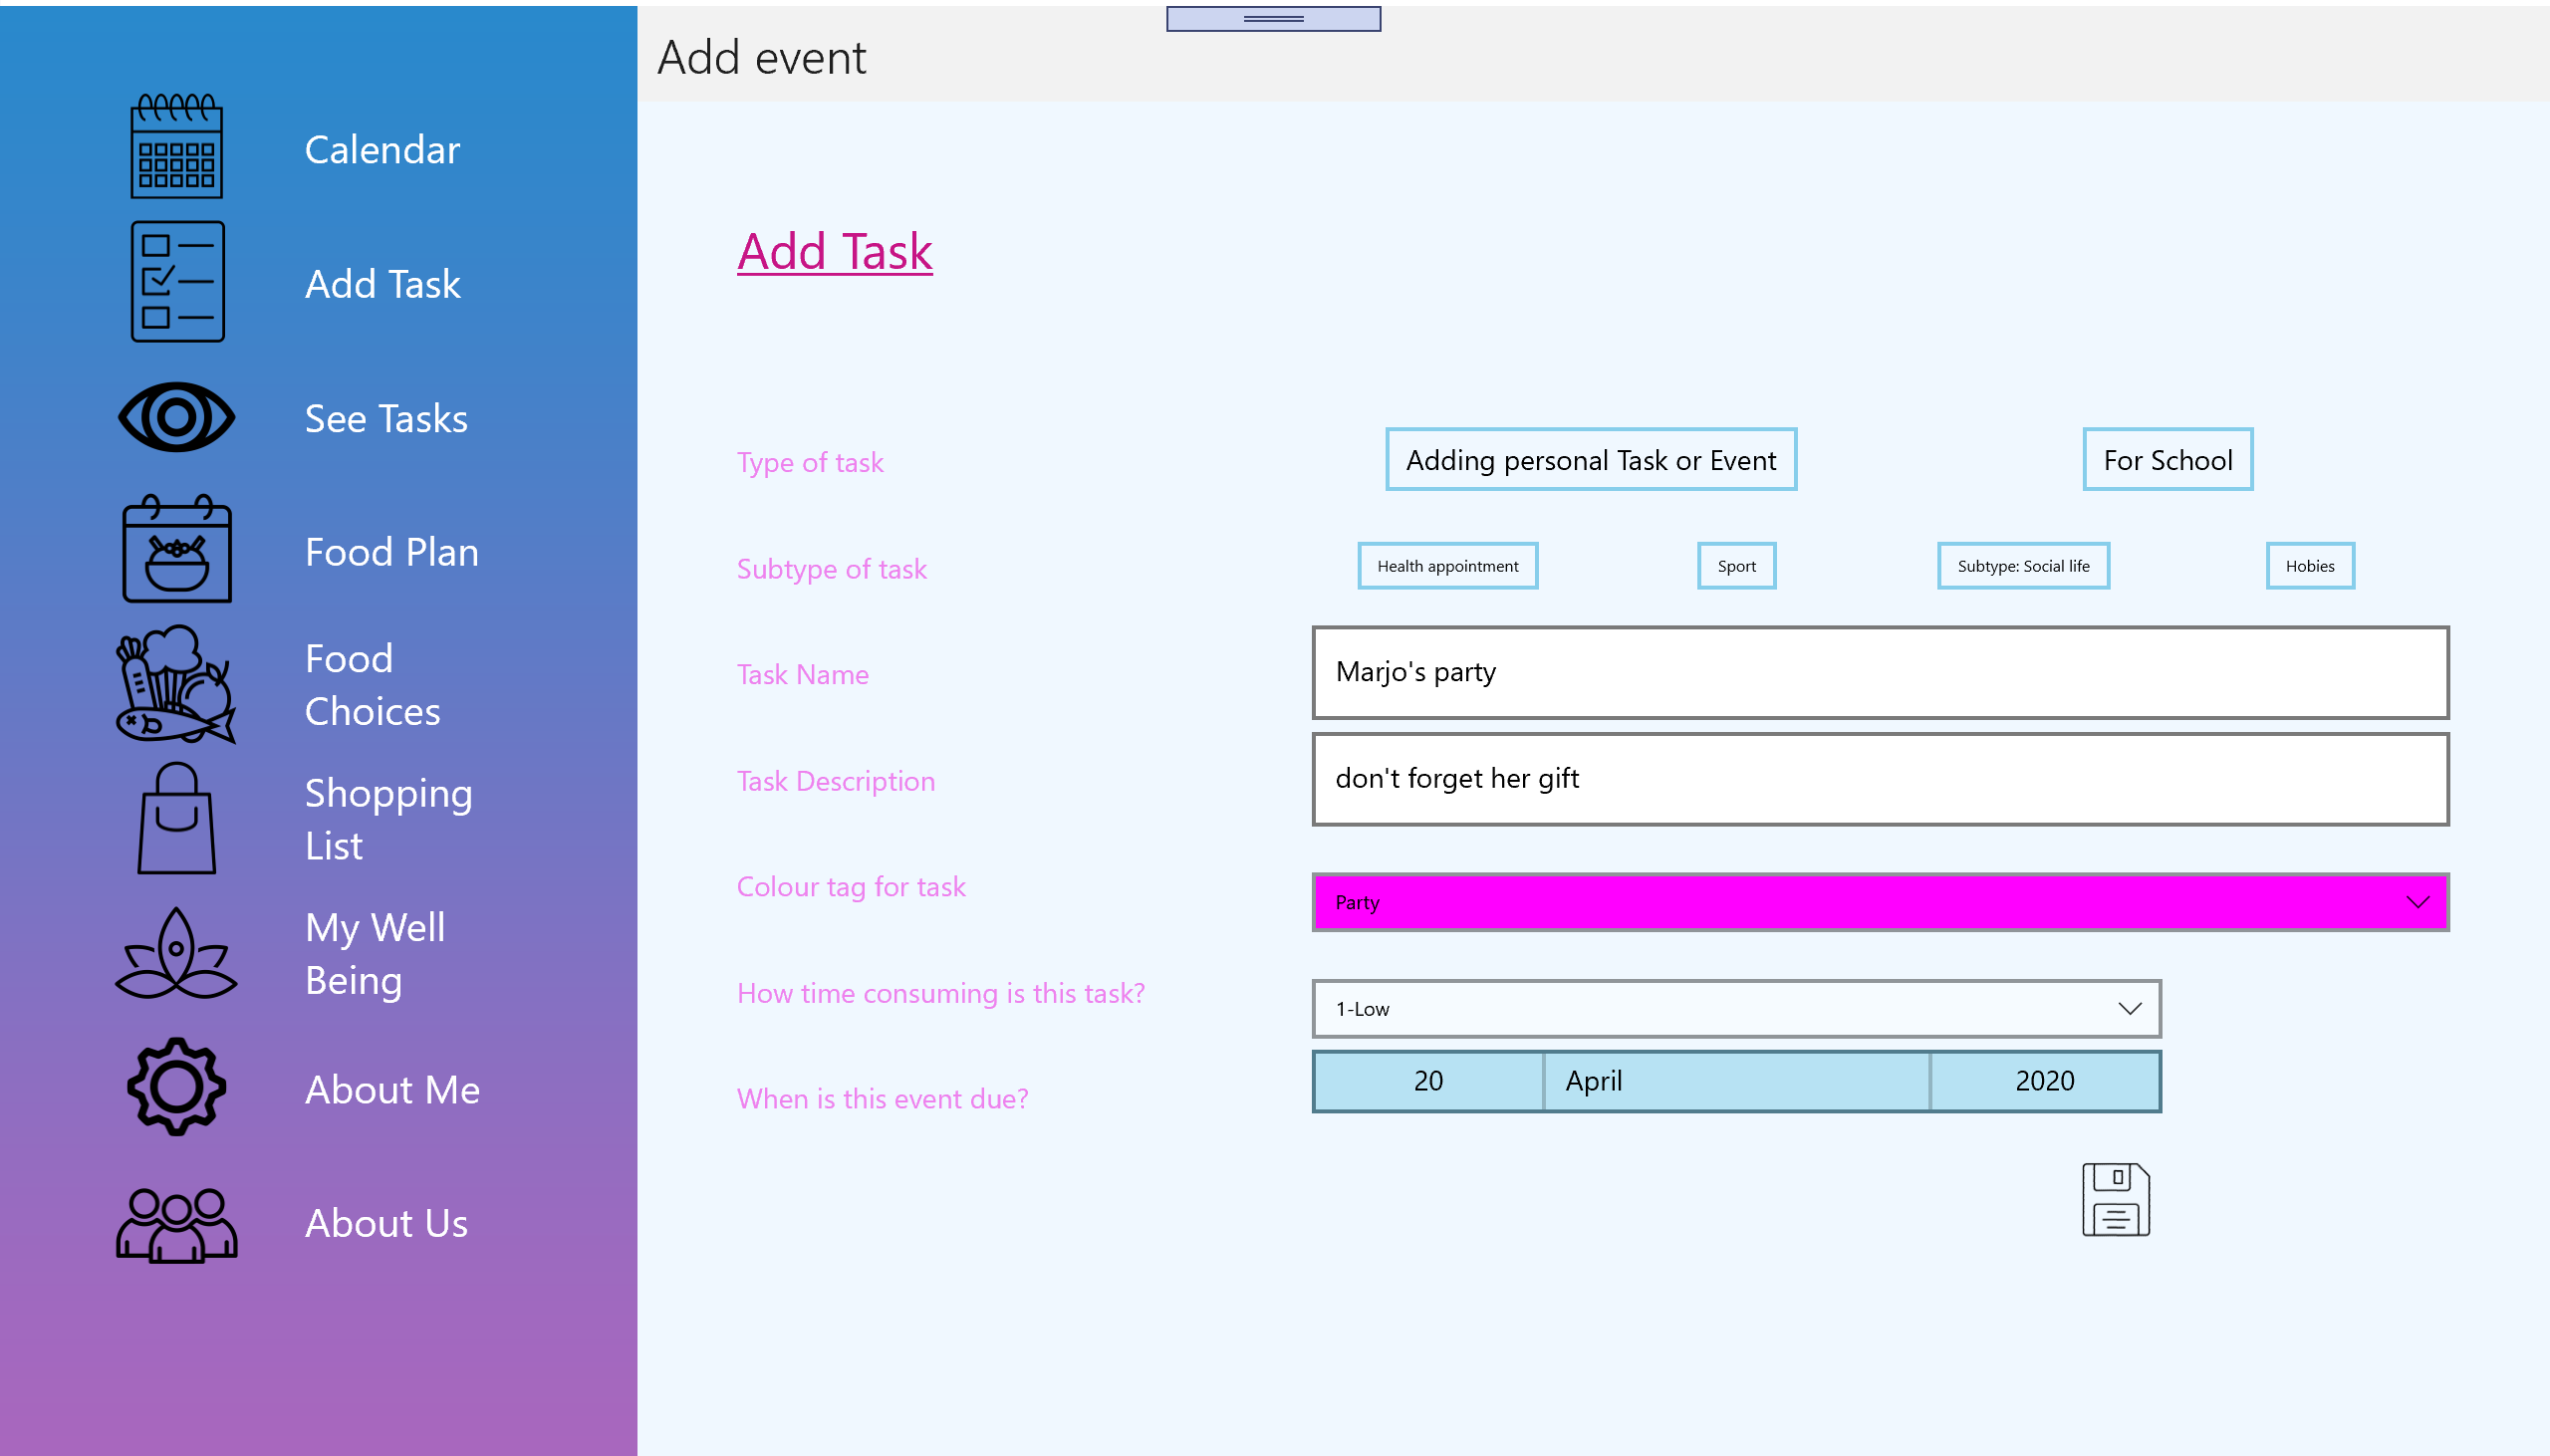 Add event
Calendar
Add Task
See Tasks
Food Plan
Food
Choices
Shopping
List
My Well
Being
About Me
About Us
Add Task
Type of task
Adding personal Task or Event
For School
Subtype of task
Health appointment
Sport
Subtype: Social life
Hobies
Task Name
Marjo's party
Task Description
don't forget her gift
Colour tag for task
Party
How time consuming is this task?
1-Low
When is this event due?
20 April 2020